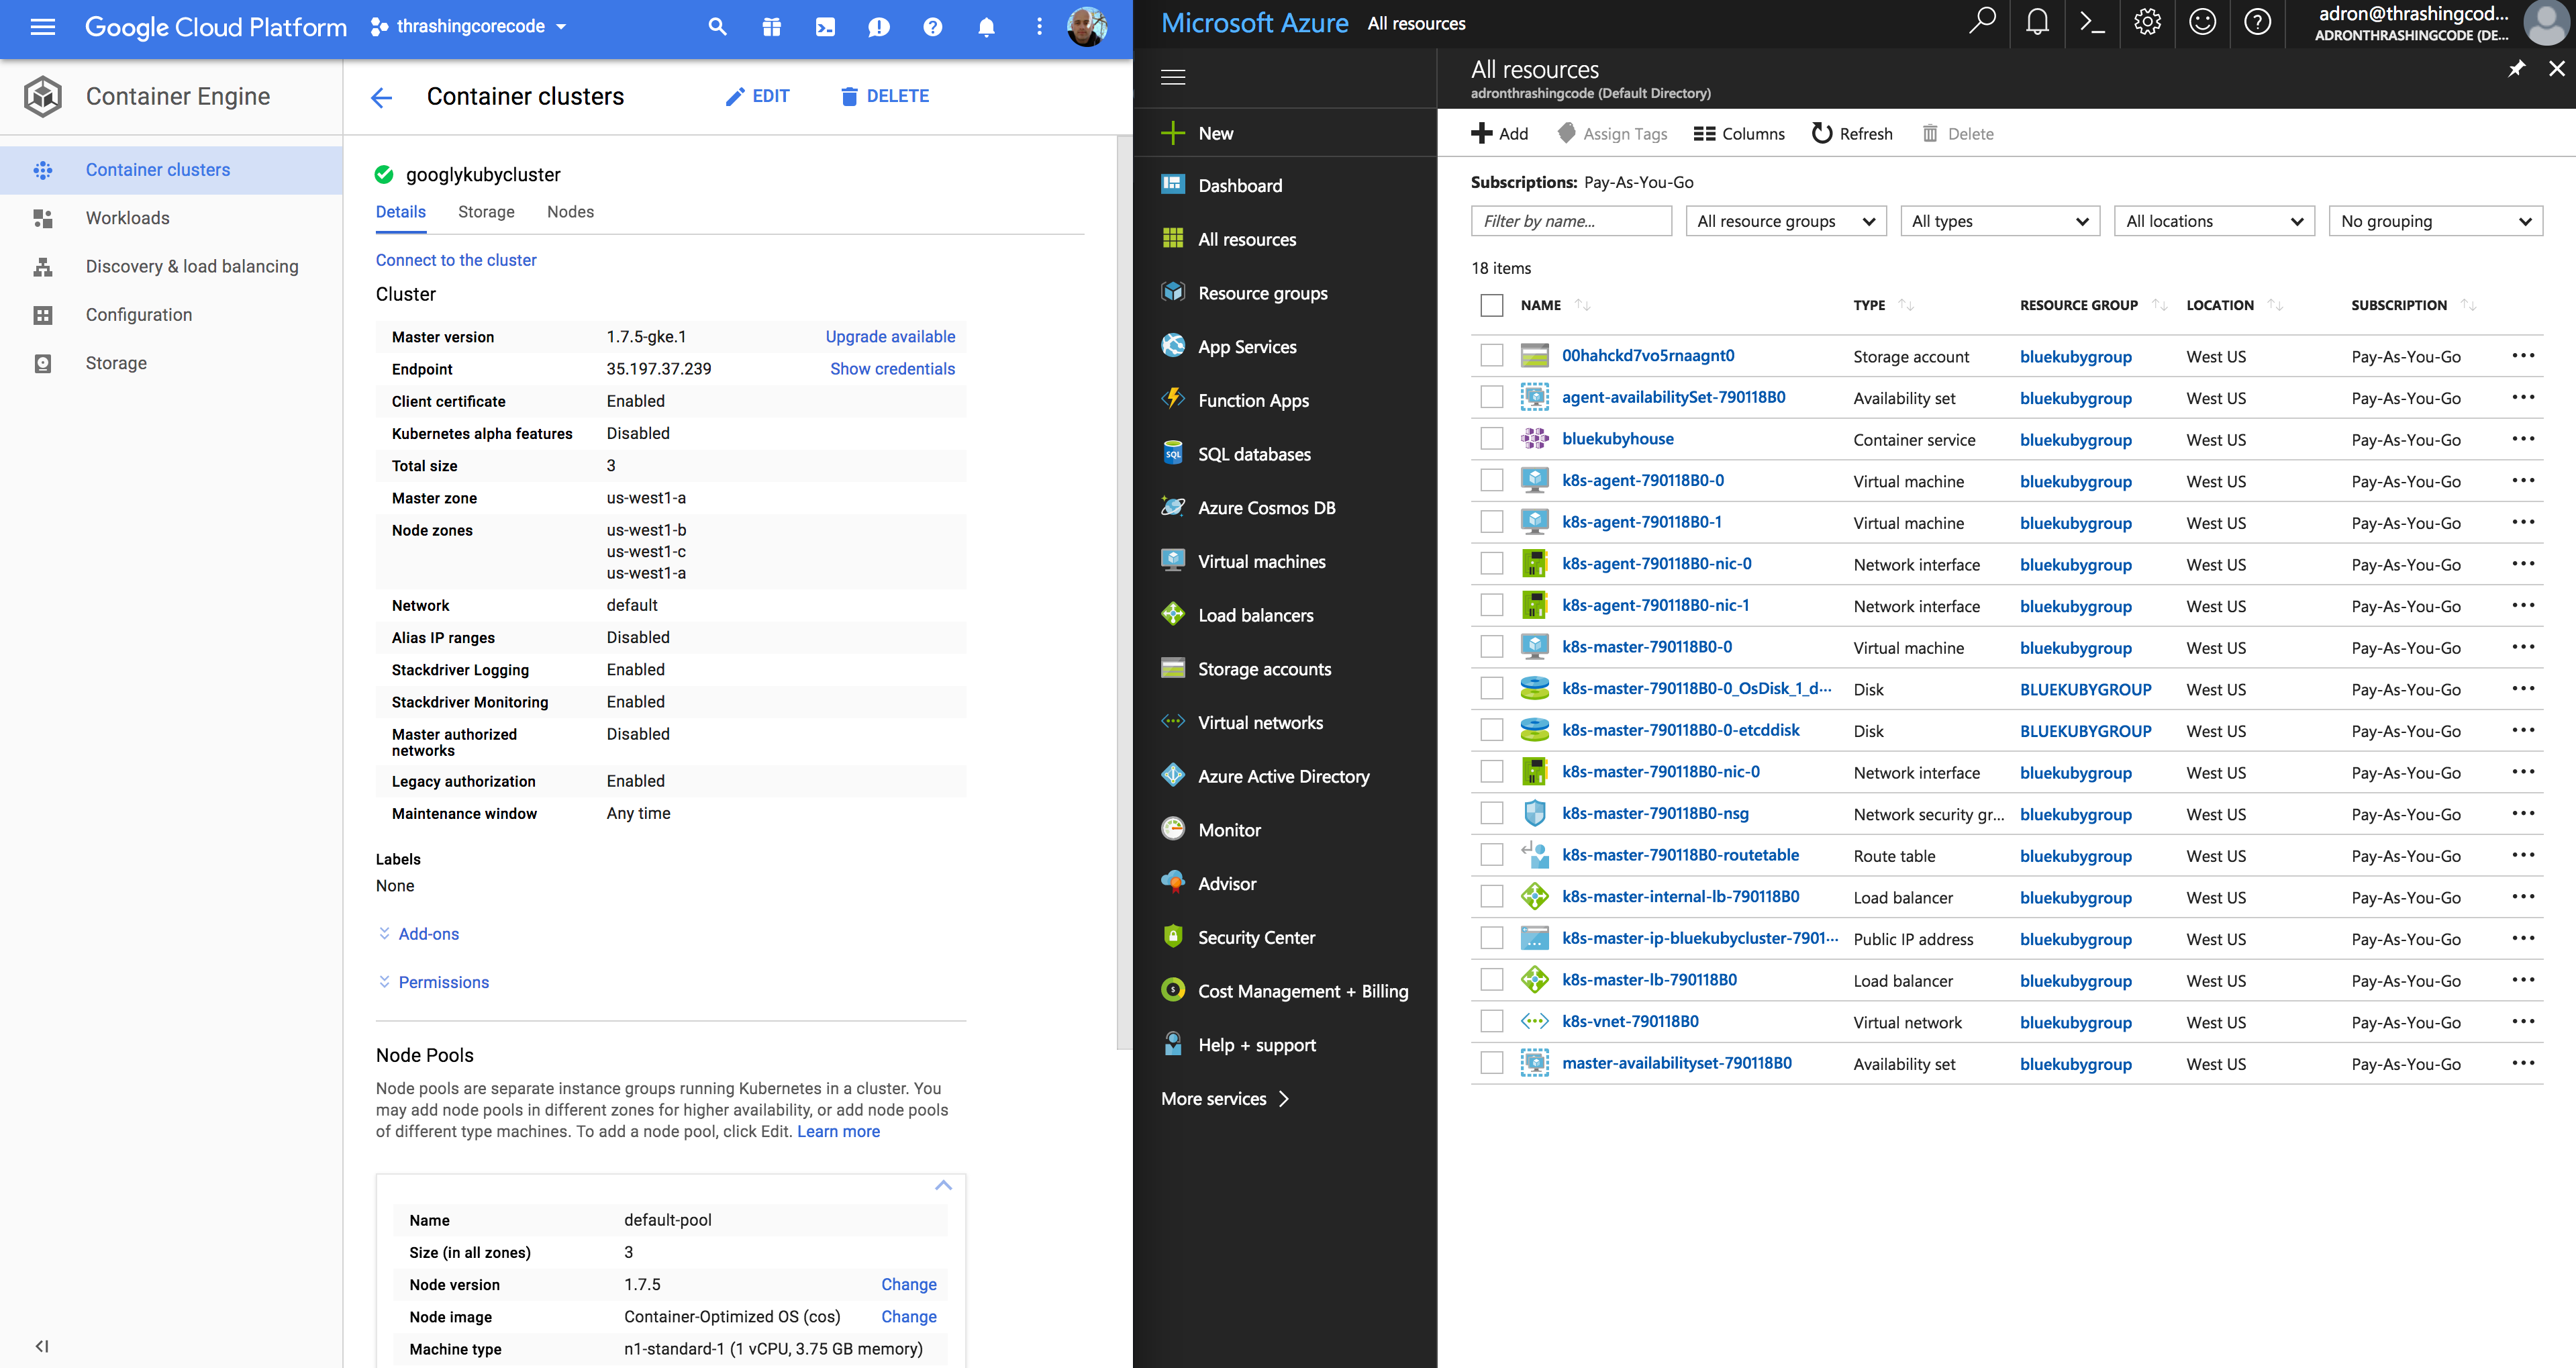 Google Cloud Platform
thrashingcorecode
Container Engine
Container clusters
EDIT
DELETE
Container clusters
Workloads
Discovery & load balancing
Configuration
Storage
googlykubycluster
Details Storage Nodes
Connect to the cluster
Cluster
Master version 1.7.5-gke.1 Upgrade available
Endpoint 35.197.37.239 Show credentials
Client certificate Enabled
Kubernetes alpha features Disabled
Total size 3
Master zone us-west1-a
Node zones us-west1-b
us-west1-c
us-west1-a
Network default
Alias IP ranges Disabled
Stackdriver Logging Enabled
Stackdriver Monitoring Enabled
Master authorized Disabled
networks
Legacy authorization Enabled
Maintenance window Any time
Labels
None
Add-ons
Permissions
Node Pools
Node pools are separate instance groups running Kubernetes in a cluster. You
may add node pools in different zones for higher availability, or add node pools
of different type machines. To add a node pool, click Edit. Learn more
Name default-pool
Size (in all zones) 3
Node version 1.7.5 Change
Node image Container-Optimized OS (cos) Change
Machine type n1-standard-1 (1 vCPU, 3.75 GB memory)
Microsoft Azure All resources
adron@thrashingcod...
ADRONTHRASHINGCODE (DE...
New
Dashboard
All resources
Resource groups
App Services
Function Apps
SQL databases
Azure Cosmos DB
Virtual machines
Load balancers
Storage accounts
Virtual networks
Azure Active Directory
Monitor
Advisor
Security Center
Cost Management + Billing
Help + support
More services
All resources
adronthrashingcode (Default Directory)
Add Assign Tags Columns Refresh Delete
Subscriptions: Pay-As-You-Go
Filter by name... All resource groups All types All locations No grouping
18 items
NAME TYPE RESOURCE GROUP LOCATION SUBSCRIPTION
00hahckd7vo5rnaagnt0 Storage account bluekubygroup West US Pay-As-You-Go
agent-availabilitySet-790118B0 Availability set bluekubygroup West US Pay-As-You-Go
bluekubyhouse Container service bluekubygroup West US Pay-As-You-Go
k8s-agent-790118B0-0 Virtual machine bluekubygroup West US Pay-As-You-Go
k8s-agent-790118B0-1 Virtual machine bluekubygroup West US Pay-As-You-Go
k8s-agent-790118B0-nic-0 Network interface bluekubygroup West US Pay-As-You-Go
k8s-agent-790118B0-nic-1 Network interface bluekubygroup West US Pay-As-You-Go
k8s-master-790118B0-0 Virtual machine bluekubygroup West US Pay-As-You-Go
k8s-master-790118B0-0_OsDisk_1_d... Disk BLUEKUBYGROUP West US Pay-As-You-Go
k8s-master-790118B0-0-etcddisk Disk BLUEKUBYGROUP West US Pay-As-You-Go
k8s-master-790118B0-nic-0 Network interface bluekubygroup West US Pay-As-You-Go
k8s-master-790118B0-nsg Network security gr... bluekubygroup West US Pay-As-You-Go
k8s-master-790118B0-routetable Route table bluekubygroup West US Pay-As-You-Go
k8s-master-internal-lb-790118B0 Load balancer bluekubygroup West US Pay-As-You-Go
k8s-master-ip-bluekubycluster-7901... Public IP address bluekubygroup West US Pay-As-You-Go
k8s-master-lb-790118B0 Load balancer bluekubygroup West US Pay-As-You-Go
k8s-vnet-790118B0 Virtual network bluekubygroup West US Pay-As-You-Go
master-availabilityset-790118B0 Availability set bluekubygroup West US Pay-As-You-Go